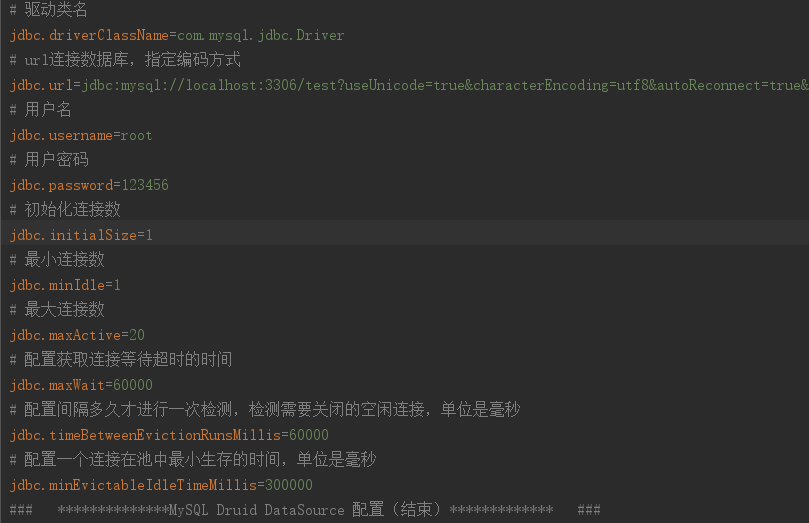 # 驱动类名
jdbc.driverClassName=com.mysql.jdbc.Driver
# url连接数据库，指定编码方式
jdbc.url=jdbc:mysql://localhost:3306/test?useUnicode=true&characterEncoding=utf8&autoReconnect=true&
# 用户名
jdbc.username=root
# 用户密码
jdbc.password=123456
# 初始化连接数
jdbc.initialSize=1
# 最小连接数
jdbc.minIdle=1
# 最大连接数
jdbc.maxActive=20
# 配置获取连接等待超时的时间
jdbc.maxWait=60000
# 配置间隔多久才进行一次检测，检测需要关闭的空闲连接，单位是毫秒
jdbc.timeBetweenEvictionRunsMillis=60000
# 配置一个连接在池中最小生存的时间，单位是毫秒
jdbc.minEvictableIdleTimeMillis=300000
###   **************MySQL Druid DataSource 配置（结束）*************   ###